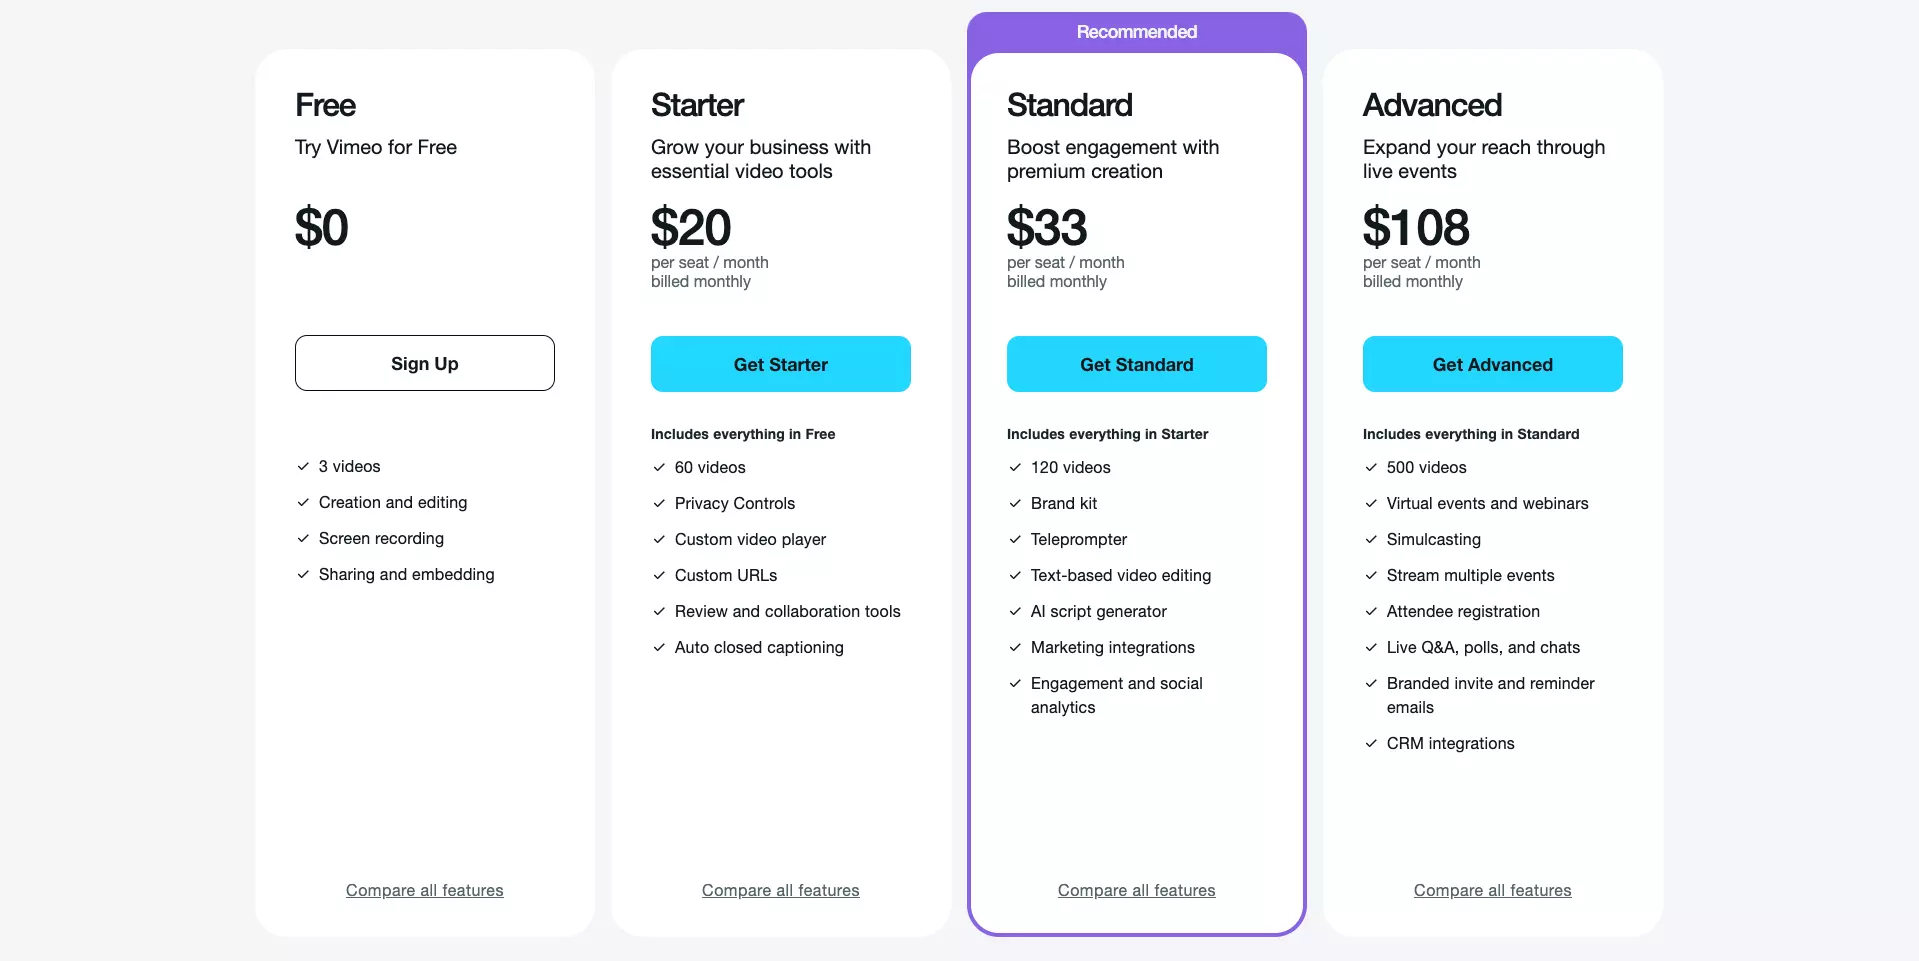 Free
Try Vimeo for Free
$0
Sign Up
3 videos
Creation and editing
Screen recording
Sharing and embedding
Compare all features
Starter
Grow your business with
essential video tools
$20
per seat / month
billed monthly
Get Starter
Includes everything in Free
60 videos
Privacy Controls
Custom video player
Custom URLs
Review and collaboration tools
Auto closed captioning
Compare all features
Recommended
Standard
Boost engagement with
premium creation
$33
per seat / month
billed monthly
Get Standard
Includes everything in Starter
120 videos
Brand kit
Teleprompter
Text-based video editing
AI script generator
Marketing integrations
Engagement and social
analytics
Compare all features
Advanced
Expand your reach through
live events
$108
per seat / month
billed monthly
Get Advanced
Includes everything in Standard
500 videos
Virtual events and webinars
Simulcasting
Stream multiple events
Attendee registration
Live Q&A, polls, and chats
Branded invite and reminder
emails
CRM integrations
Compare all features